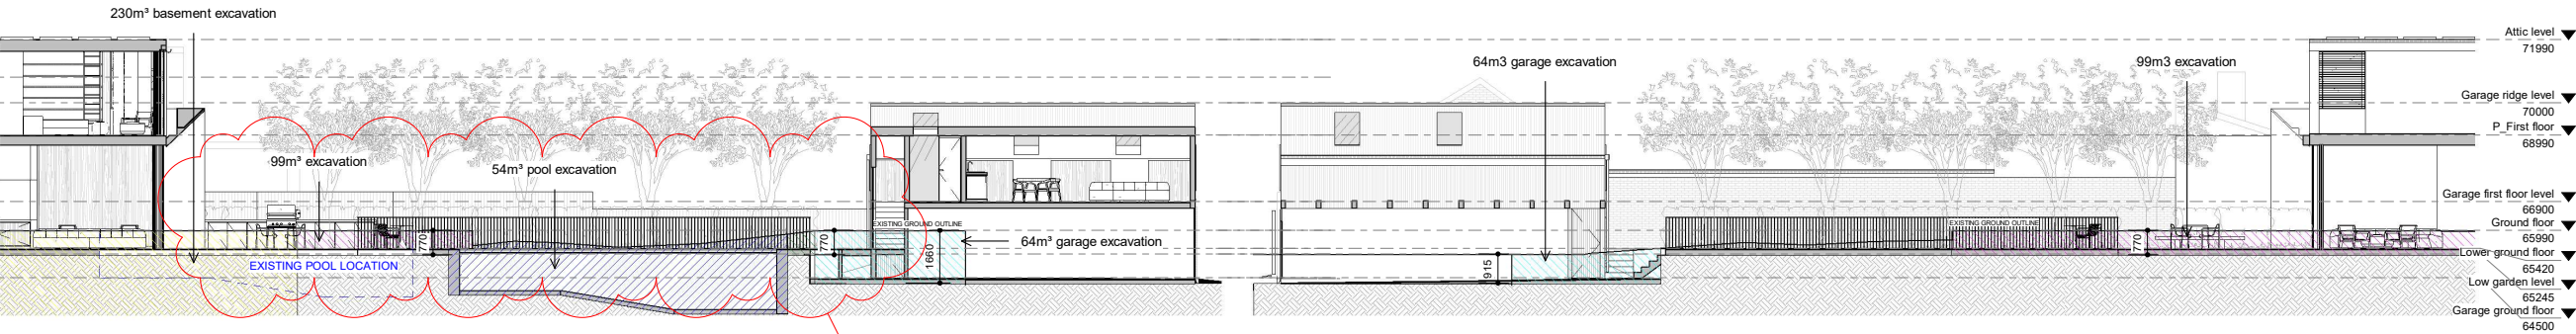 230m³ basement excavation
99m³ excavation
54m³ pool excavation
EXISTING POOL LOCATION
770
770
EXISTING GROUND OUTLINE
1660
64m³ garage excavation
64m3 garage excavation
915
99m3 excavation
EXISTING GROUND OUTLINE
770
Attic level
71990
Garage ridge level
70000
P_First floor
68990
Garage first floor level
66900
Ground floor
65990
Lower ground floor
65420
Low garden level
65245
Garage ground floor
64500